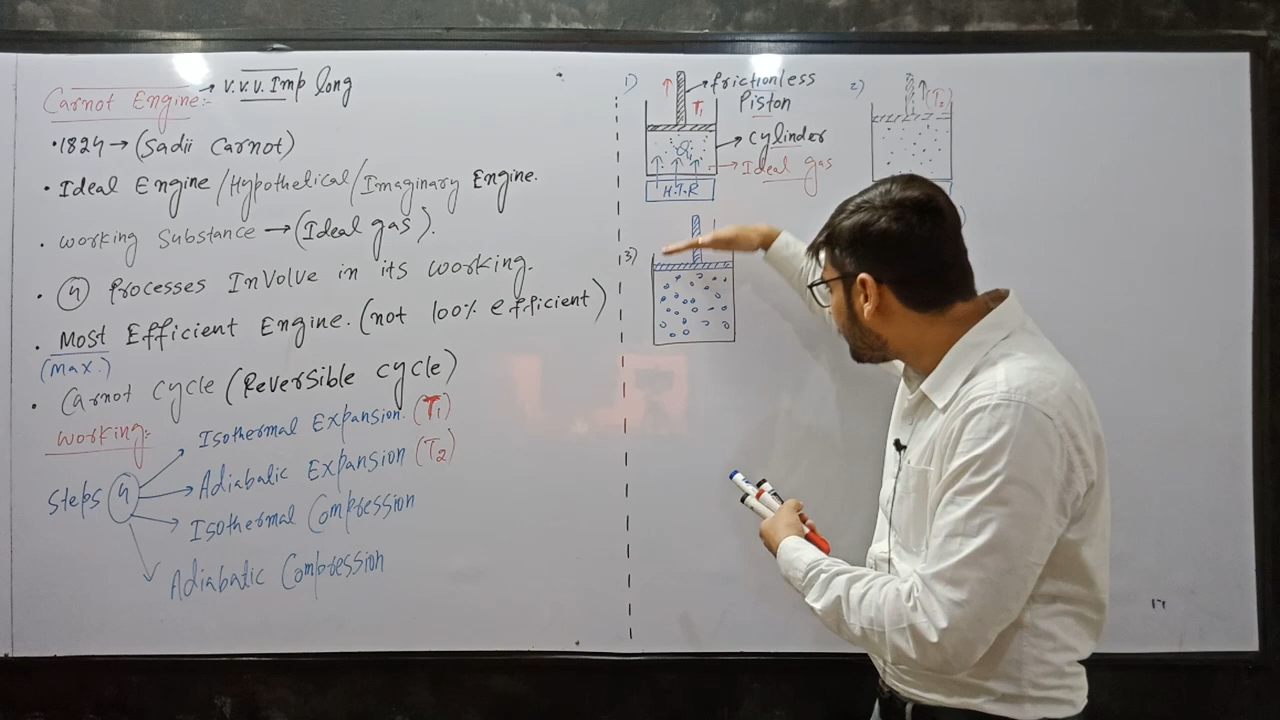 Carnot Engine:- → v.v.v. Imp long
• 1824 → (Sadii Carnot)
• Ideal Engine / Hypothetical / Imaginary Engine.
• Working Substance → (Ideal gas).
• 4 Processes Involve in its working.
• Most Efficient Engine. (not 100% efficient)
(Max.)
• Carnot Cycle (Reversible cycle)
Working:-
Steps 4
Isothermal Expansion. (T1)
Adiabatic Expansion (T2)
Isothermal Compression
Adiabatic Compression
1)
frictionless
Piston
T1
cylinder
Ideal gas
H.T.R
2)
(T2)
3)